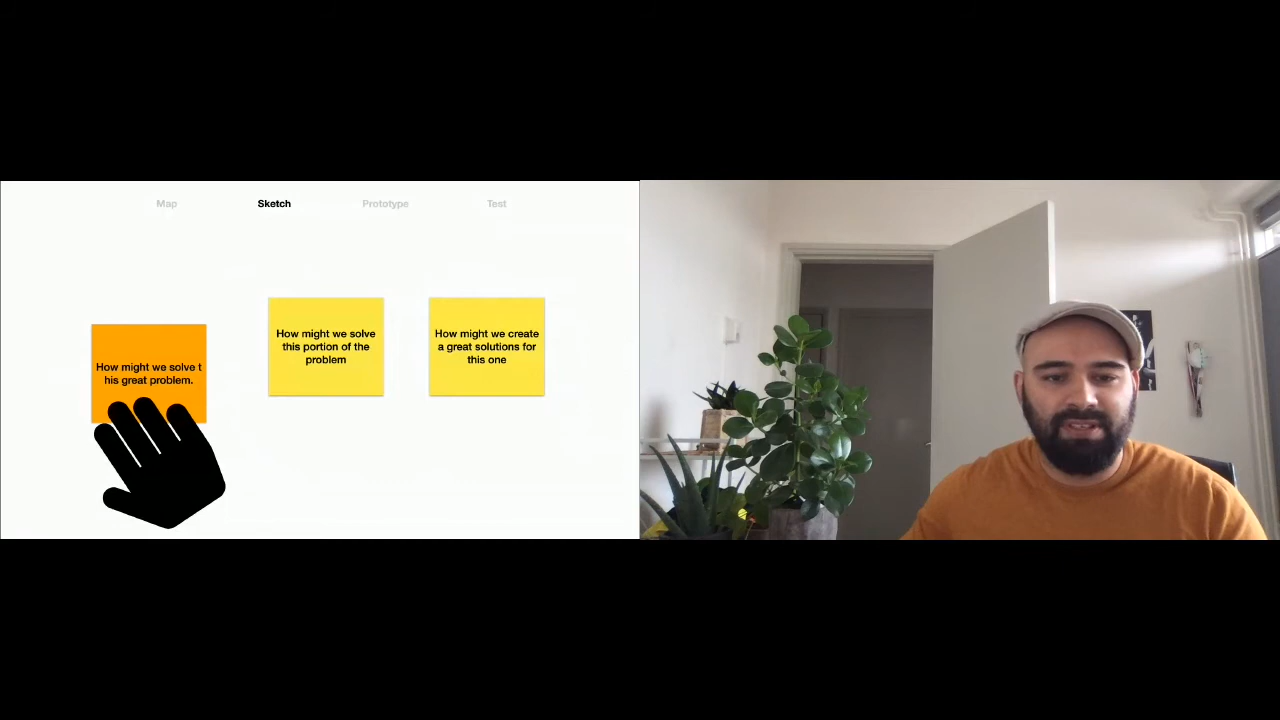 Map
Sketch
Prototype
Test
How might we solve t
his great problem.
How might we solve
this portion of the
problem
How might we create
a great solutions for
this one